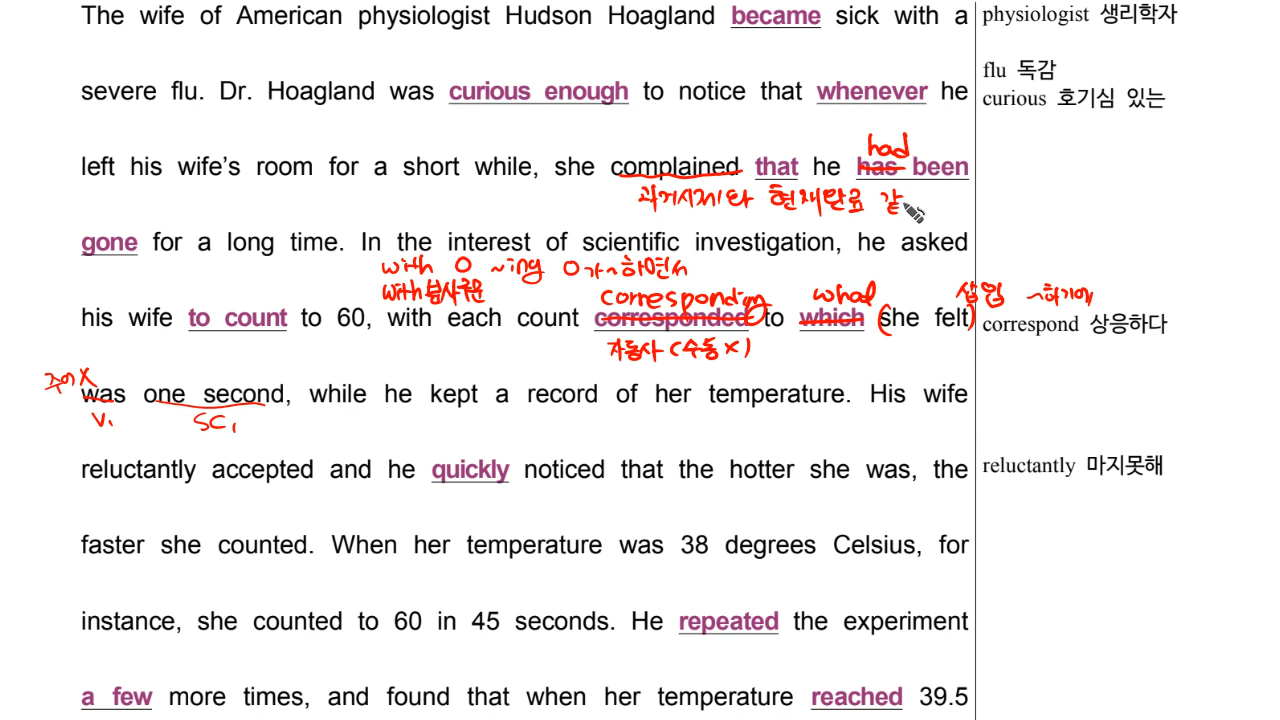 The wife of American physiologist Hudson Hoagland became sick with a
physiologist 생리학자
flu 독감
severe flu. Dr. Hoagland was curious enough to notice that whenever he
curious 호기심 있는
had
left his wife's room for a short while, she complained that he has been
과거시제라 현재완료 같
gone for a long time. In the interest of scientific investigation, he asked
with O ~ing O가 ~하면서
with분사구문
corresponding what
삽입 ~하기에
his wife to count to 60, with each count corresponded to which (she felt)
correspond 상응하다
자동사 (수동 X)
주어X
was one second, while he kept a record of her temperature. His wife
V₁ SC₁
reluctantly accepted and he quickly noticed that the hotter she was, the
reluctantly 마지못해
faster she counted. When her temperature was 38 degrees Celsius, for
instance, she counted to 60 in 45 seconds. He repeated the experiment
a few more times, and found that when her temperature reached 39.5